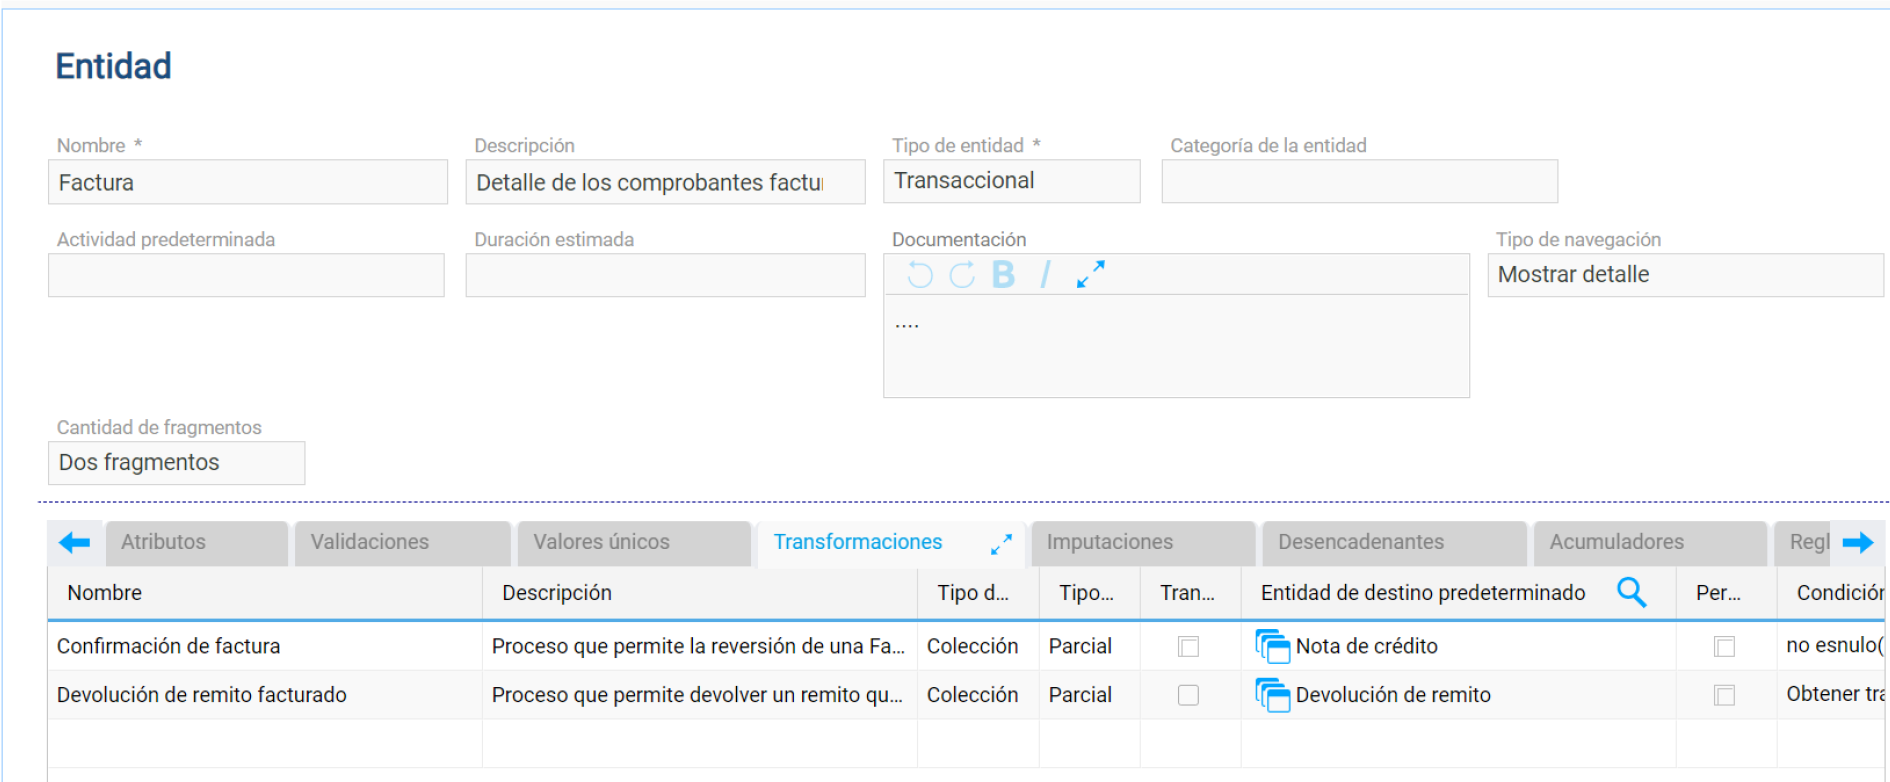 Entidad
Nombre *
Descripción
Tipo de entidad *
Categoría de la entidad
Factura
Detalle de los comprobantes factu
Transaccional
Actividad predeterminada
Duración estimada
Documentación
Tipo de navegación
B I
Mostrar detalle
....
Cantidad de fragmentos
Dos fragmentos
Atributos
Validaciones
Valores únicos
Transformaciones
Imputaciones
Desencadenantes
Acumuladores
Regl
Nombre
Descripción
Tipo d...
Tipo...
Tran...
Entidad de destino predeterminado
Per...
Condición
Confirmación de factura
Proceso que permite la reversión de una Fa...
Colección
Parcial
Nota de crédito
no esnulo(
Devolución de remito facturado
Proceso que permite devolver un remito qu...
Colección
Parcial
Devolución de remito
Obtener tra